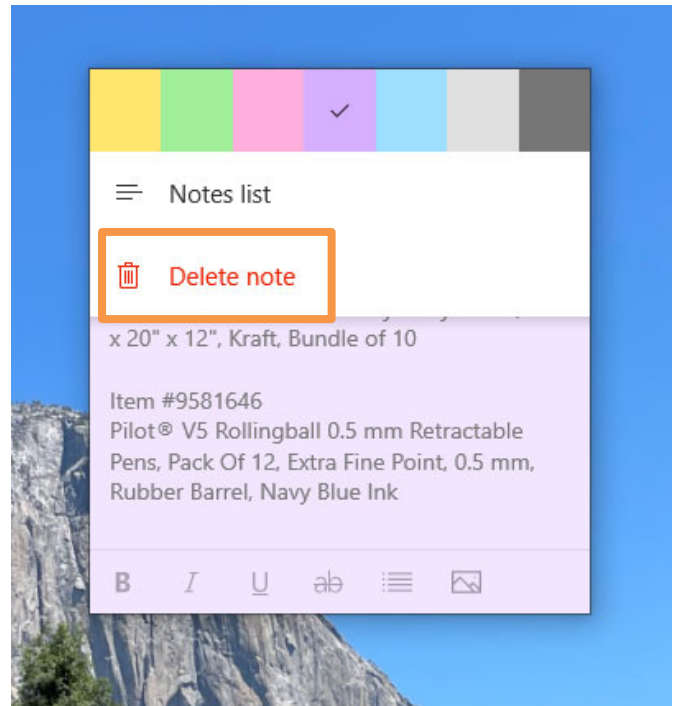 Notes list
Delete note
x 20" x 12", Kraft, Bundle of 10
Item #9581646
Pilot® V5 Rollingball 0.5 mm Retractable
Pens, Pack Of 12, Extra Fine Point, 0.5 mm,
Rubber Barrel, Navy Blue Ink
B I U ab